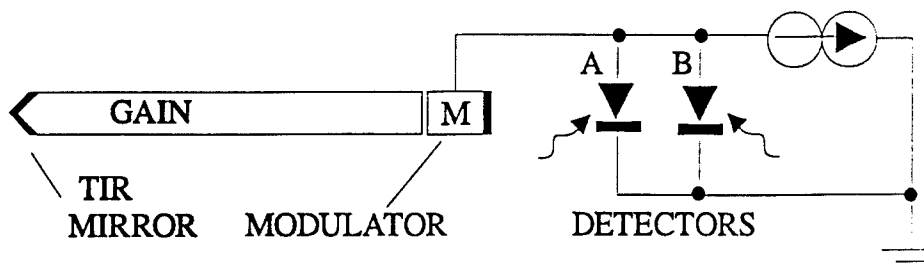 A B
GAIN M
TIR
MIRROR MODULATOR DETECTORS